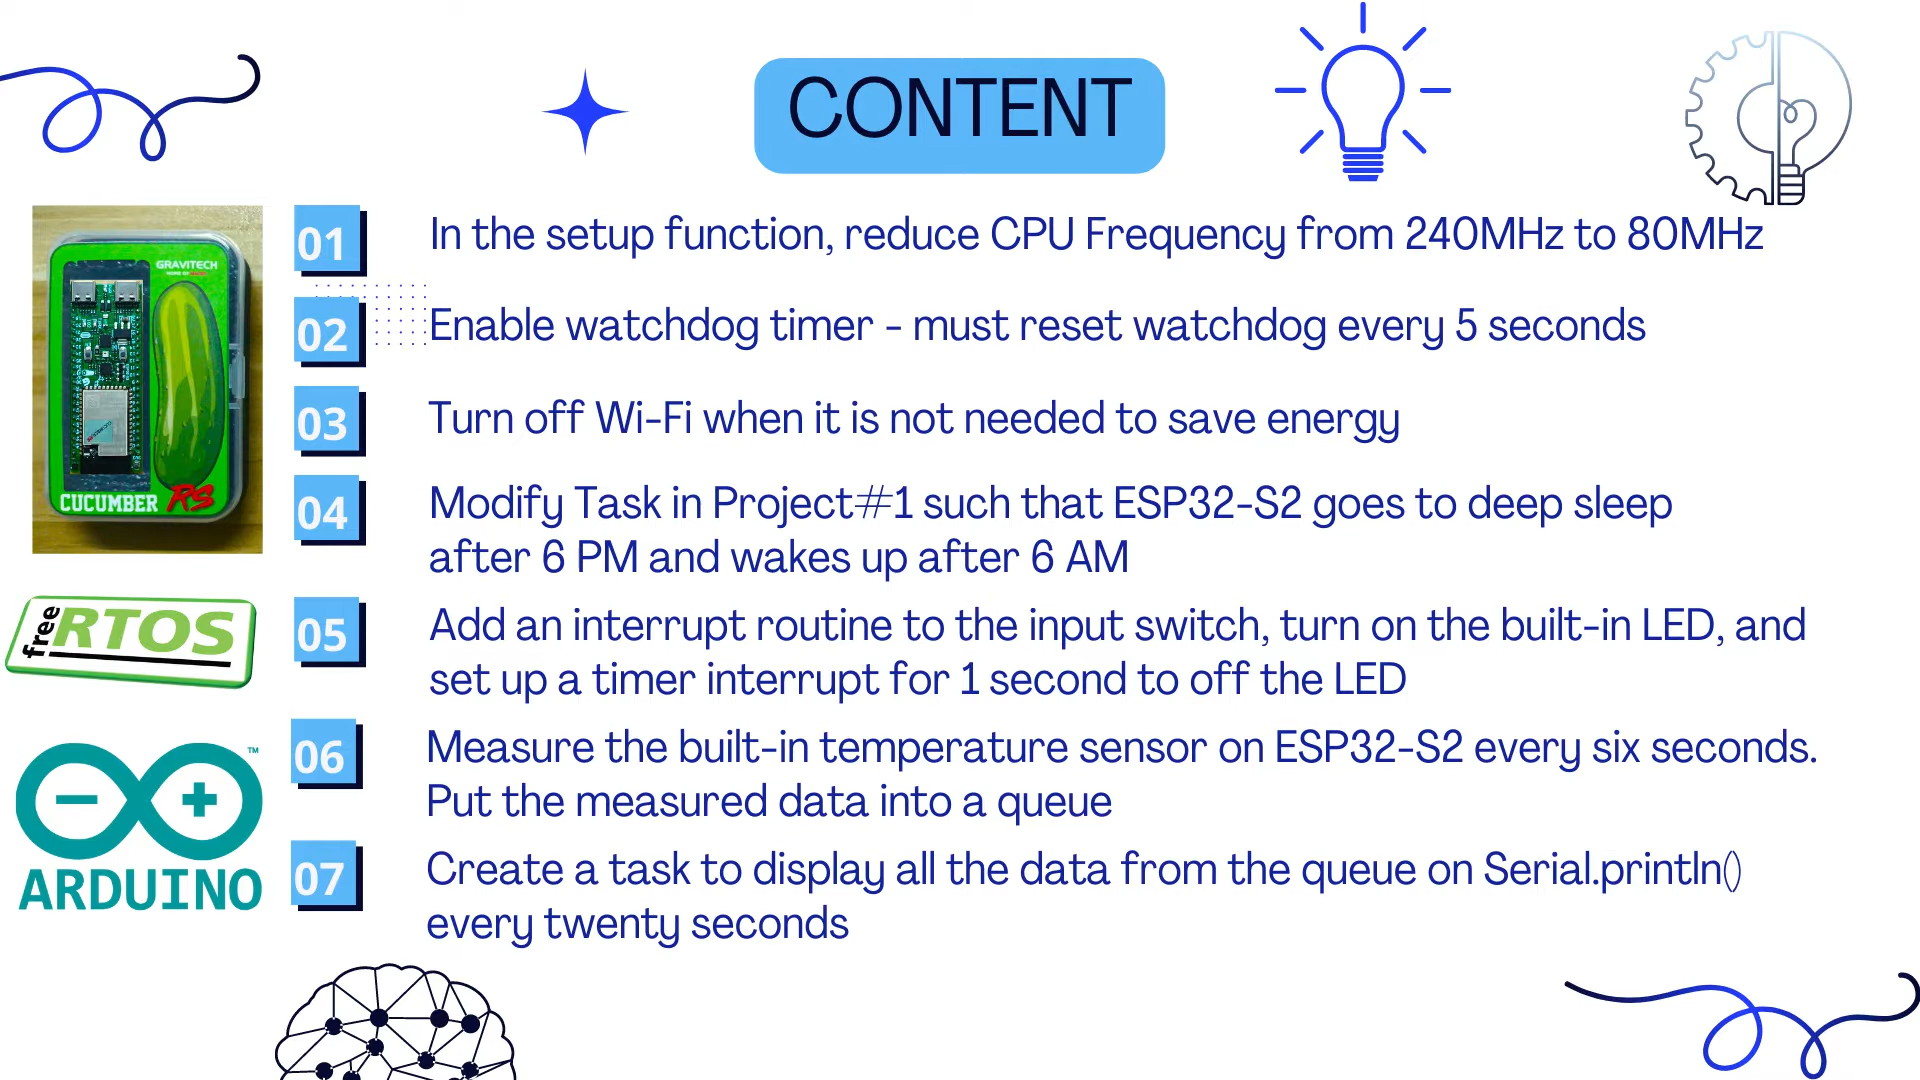 CONTENT
01
In the setup function, reduce CPU Frequency from 240MHz to 80MHz
02
Enable watchdog timer - must reset watchdog every 5 seconds
03
Turn off Wi-Fi when it is not needed to save energy
04
Modify Task in Project#1 such that ESP32-S2 goes to deep sleep
after 6 PM and wakes up after 6 AM
05
Add an interrupt routine to the input switch, turn on the built-in LED, and
set up a timer interrupt for 1 second to off the LED
06
Measure the built-in temperature sensor on ESP32-S2 every six seconds.
Put the measured data into a queue
07
Create a task to display all the data from the queue on Serial.println()
every twenty seconds
GRAVITECH
CUCUMBER RS
free RTOS
TM
ARDUINO